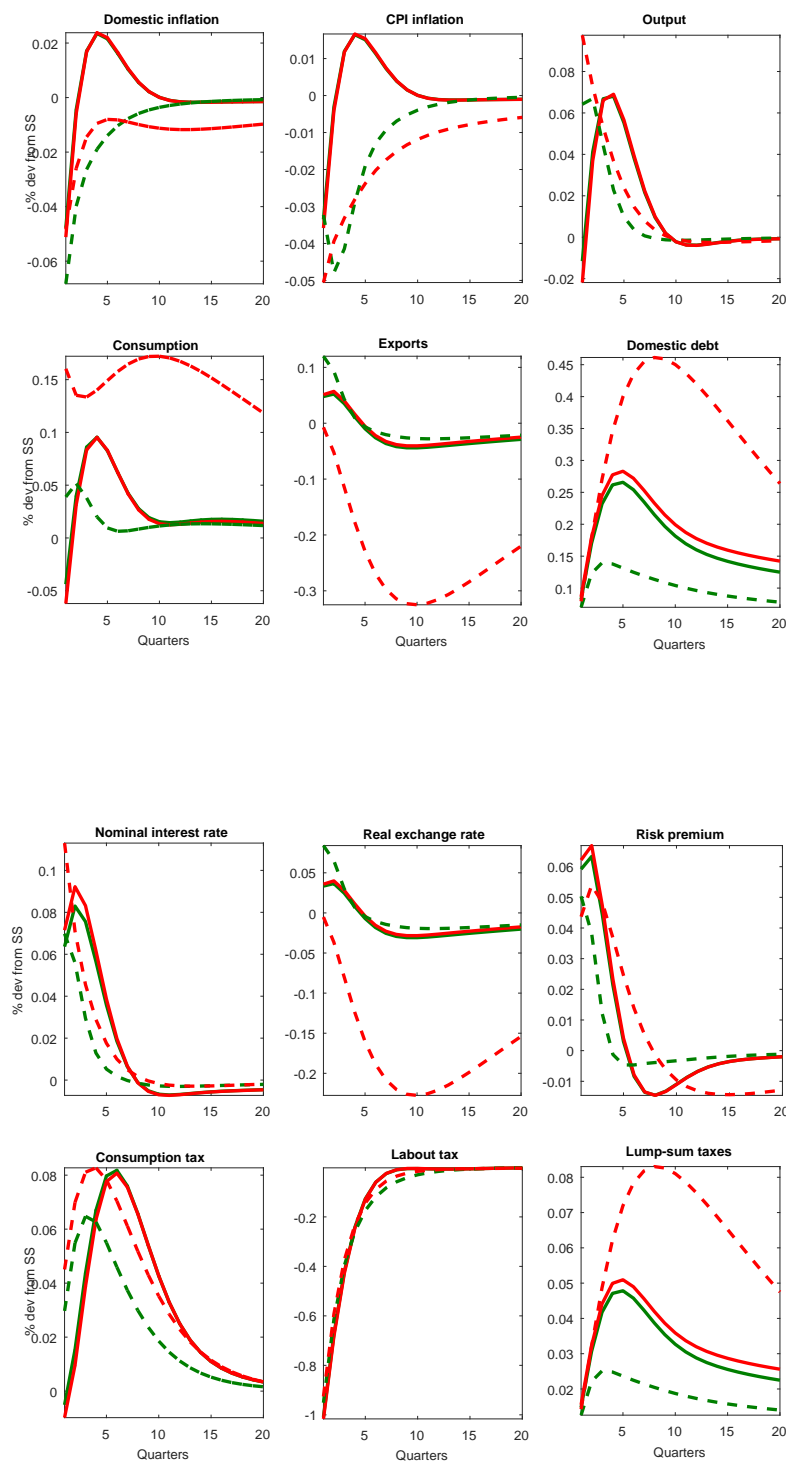 Domestic inflation CPI inflation Output
0.02 0.01 0.08
0 0 0.06
-0.02 -0.01 0.04
-0.04 -0.02 0.02
-0.06 -0.03 0
-0.04 -0.02
-0.05
% dev from SS
5 10 15 20 5 10 15 20 5 10 15 20
Consumption Exports Domestic debt
0.15 0.1 0.45
0.1 0 0.4
0.05 -0.1 0.35
0 -0.2 0.3
-0.05 -0.3 0.25
0.2
0.15
0.1
% dev from SS
5 10 15 20 5 10 15 20 5 10 15 20
Quarters Quarters Quarters
Nominal interest rate Real exchange rate Risk premium
0.1 0.05 0.06
0.08 0 0.05
0.06 -0.05 0.04
0.04 -0.1 0.03
0.02 -0.15 0.02
0 -0.2 0.01
0
-0.01
% dev from SS
5 10 15 20 5 10 15 20 5 10 15 20
Consumption tax Labout tax Lump-sum taxes
0.08 -0.2 0.08
0.06 -0.4 0.07
0.04 -0.6 0.06
0.02 -0.8 0.05
0 -1 0.04
0.03
0.02
% dev from SS
5 10 15 20 5 10 15 20 5 10 15 20
Quarters Quarters Quarters